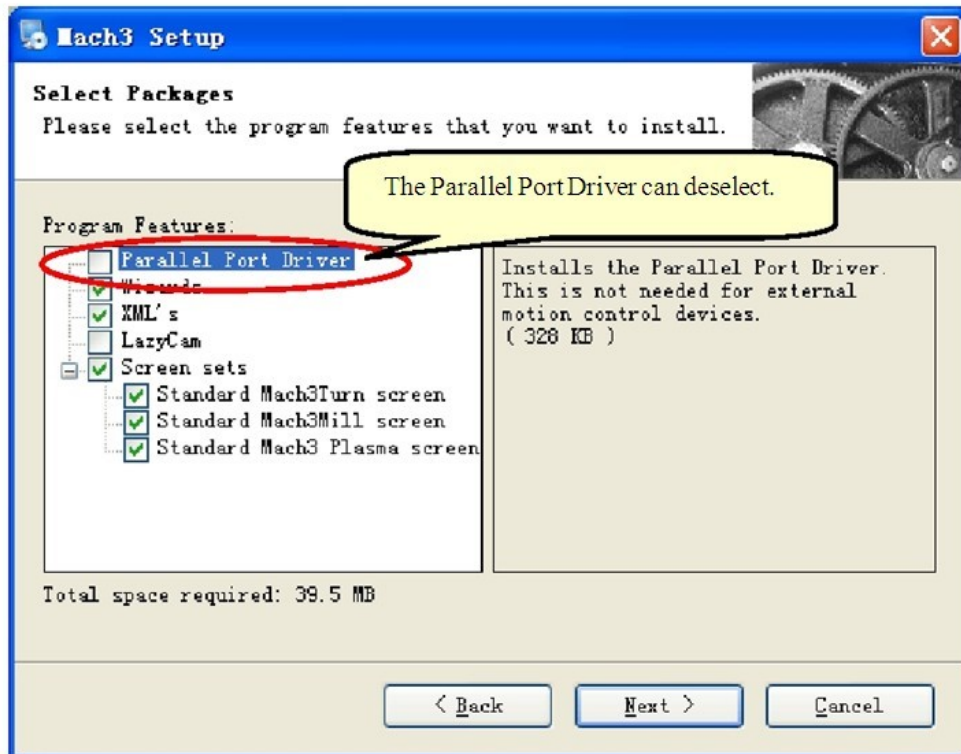 Mach3 Setup
Select Packages
Please select the program features that you want to install.
The Parallel Port Driver can deselect.
Program Features:
Parallel Port Driver
Wizards
XML's
LazyCam
Screen sets
Standard Mach3Turn screen
Standard Mach3Mill screen
Standard Mach3 Plasma screen
Installs the Parallel Port Driver.
This is not needed for external
motion control devices.
( 328 KB )
Total space required: 39.5 MB
< Back
Next >
Cancel